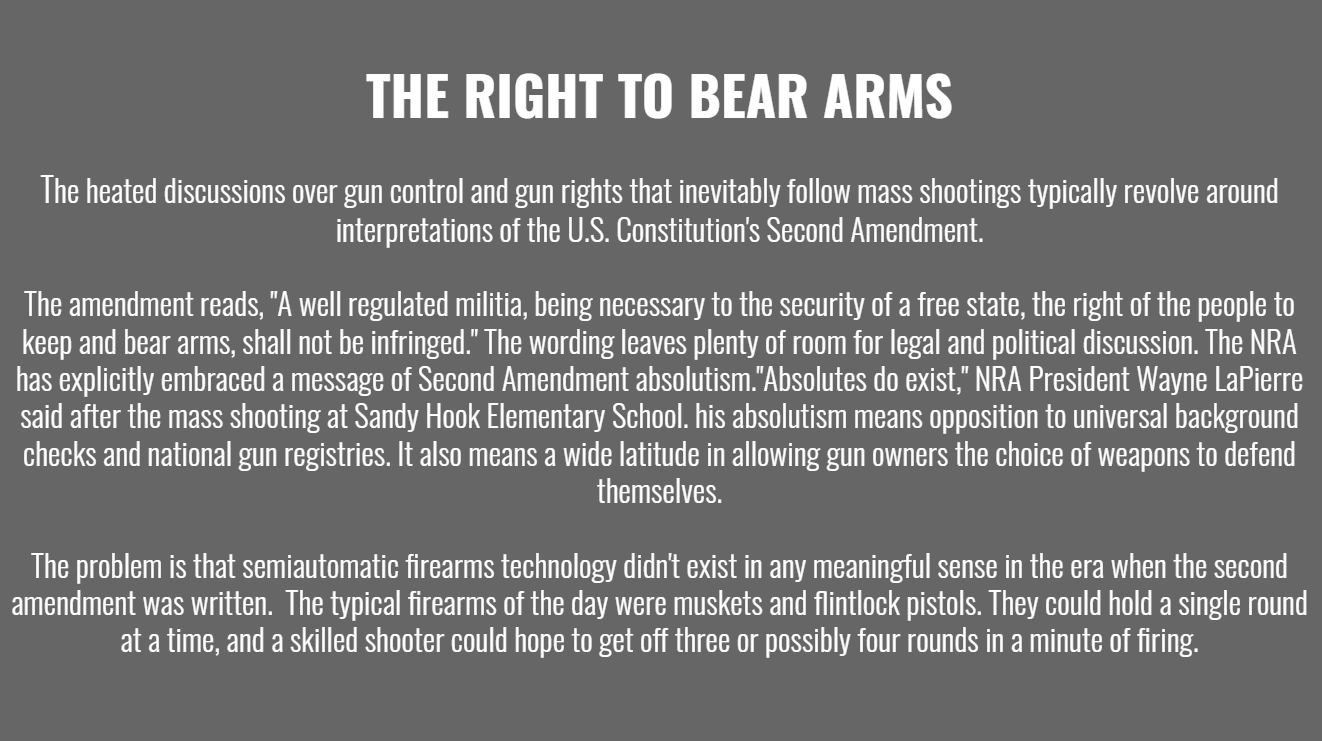 THE RIGHT TO BEAR ARMS
The heated discussions over gun control and gun rights that inevitably follow mass shootings typically revolve around
interpretations of the U.S. Constitution's Second Amendment.
The amendment reads, "A well regulated militia, being necessary to the security of a free state, the right of the people to
keep and bear arms, shall not be infringed." The wording leaves plenty of room for legal and political discussion. The NRA
has explicitly embraced a message of Second Amendment absolutism."Absolutes do exist," NRA President Wayne LaPierre
said after the mass shooting at Sandy Hook Elementary School. his absolutism means opposition to universal background
checks and national gun registries. It also means a wide latitude in allowing gun owners the choice of weapons to defend
themselves.
The problem is that semiautomatic firearms technology didn't exist in any meaningful sense in the era when the second
amendment was written.  The typical firearms of the day were muskets and flintlock pistols. They could hold a single round
at a time, and a skilled shooter could hope to get off three or possibly four rounds in a minute of firing.